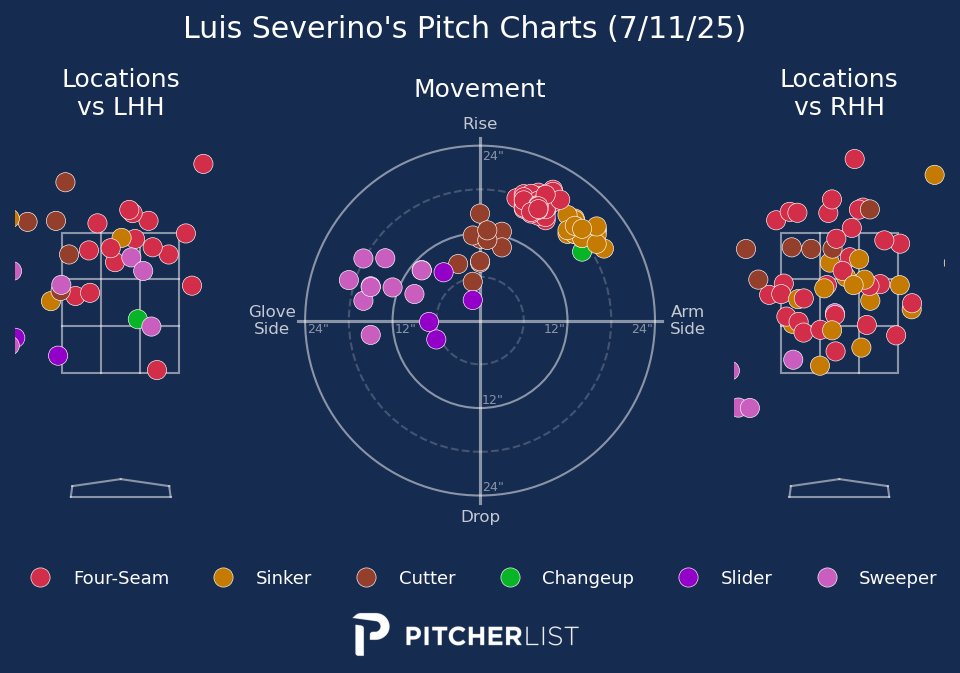 Luis Severino's Pitch Charts (7/11/25)
Locations
vs LHH
Movement
Locations
vs RHH
Rise
24"
Glove
Side
24"
12"
12"
24"
Arm
Side
12"
24"
Drop
Four-Seam
Sinker
Cutter
Changeup
Slider
Sweeper
PITCHERLIST